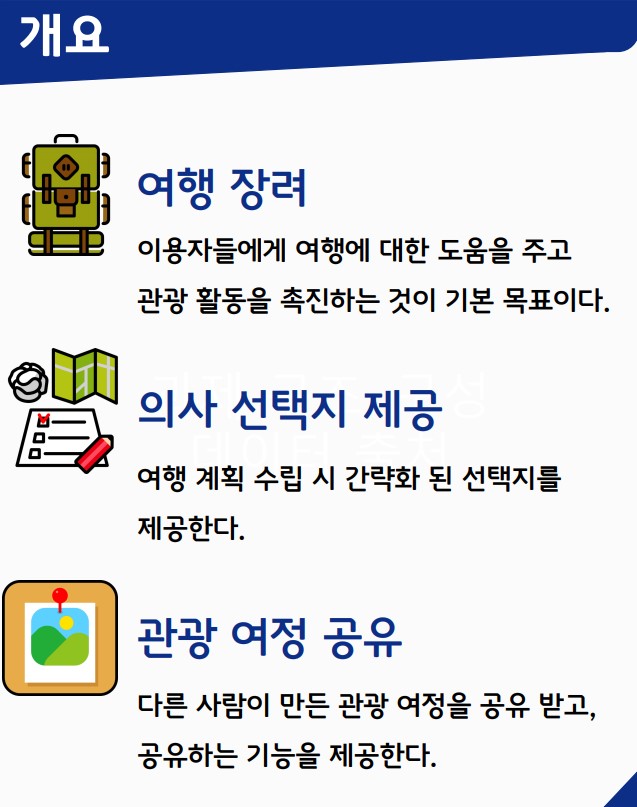 개요
여행 장려
이용자들에게 여행에 대한 도움을 주고
관광 활동을 촉진하는 것이 기본 목표이다.
의사 선택지 제공
여행 계획 수립 시 간략화 된 선택지를
제공한다.
관광 여정 공유
다른 사람이 만든 관광 여정을 공유 받고,
공유하는 기능을 제공한다.